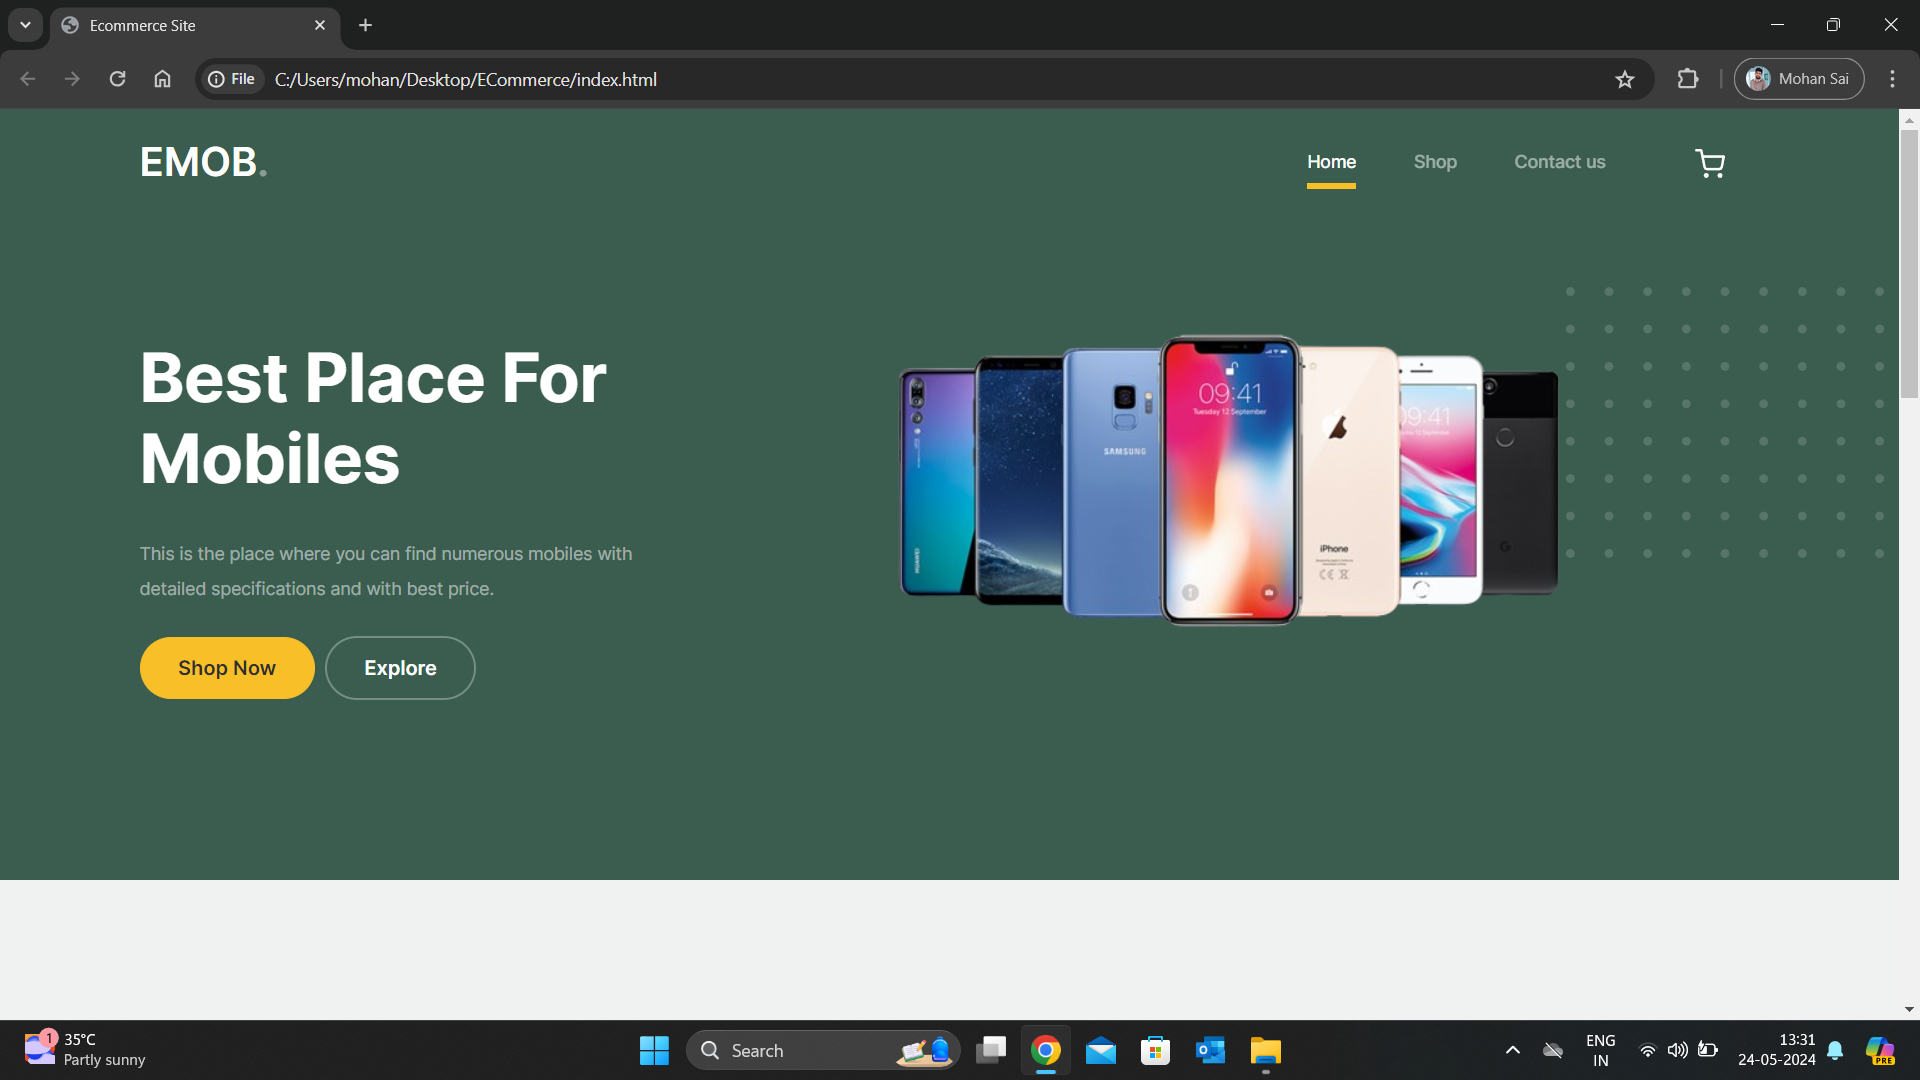 Ecommerce Site
File
C:/Users/mohan/Desktop/ECommerce/index.html
Mohan Sai
EMOB.
Home
Shop
Contact us
Best Place For
Mobiles
This is the place where you can find numerous mobiles with
detailed specifications and with best price.
Shop Now
Explore
HUAWEI
SAMSUNG
09:41
Tuesday 12 September
iPhone
09:41
1
35°C
Partly sunny
Search
ENG
IN
13:31
24-05-2024
PRE